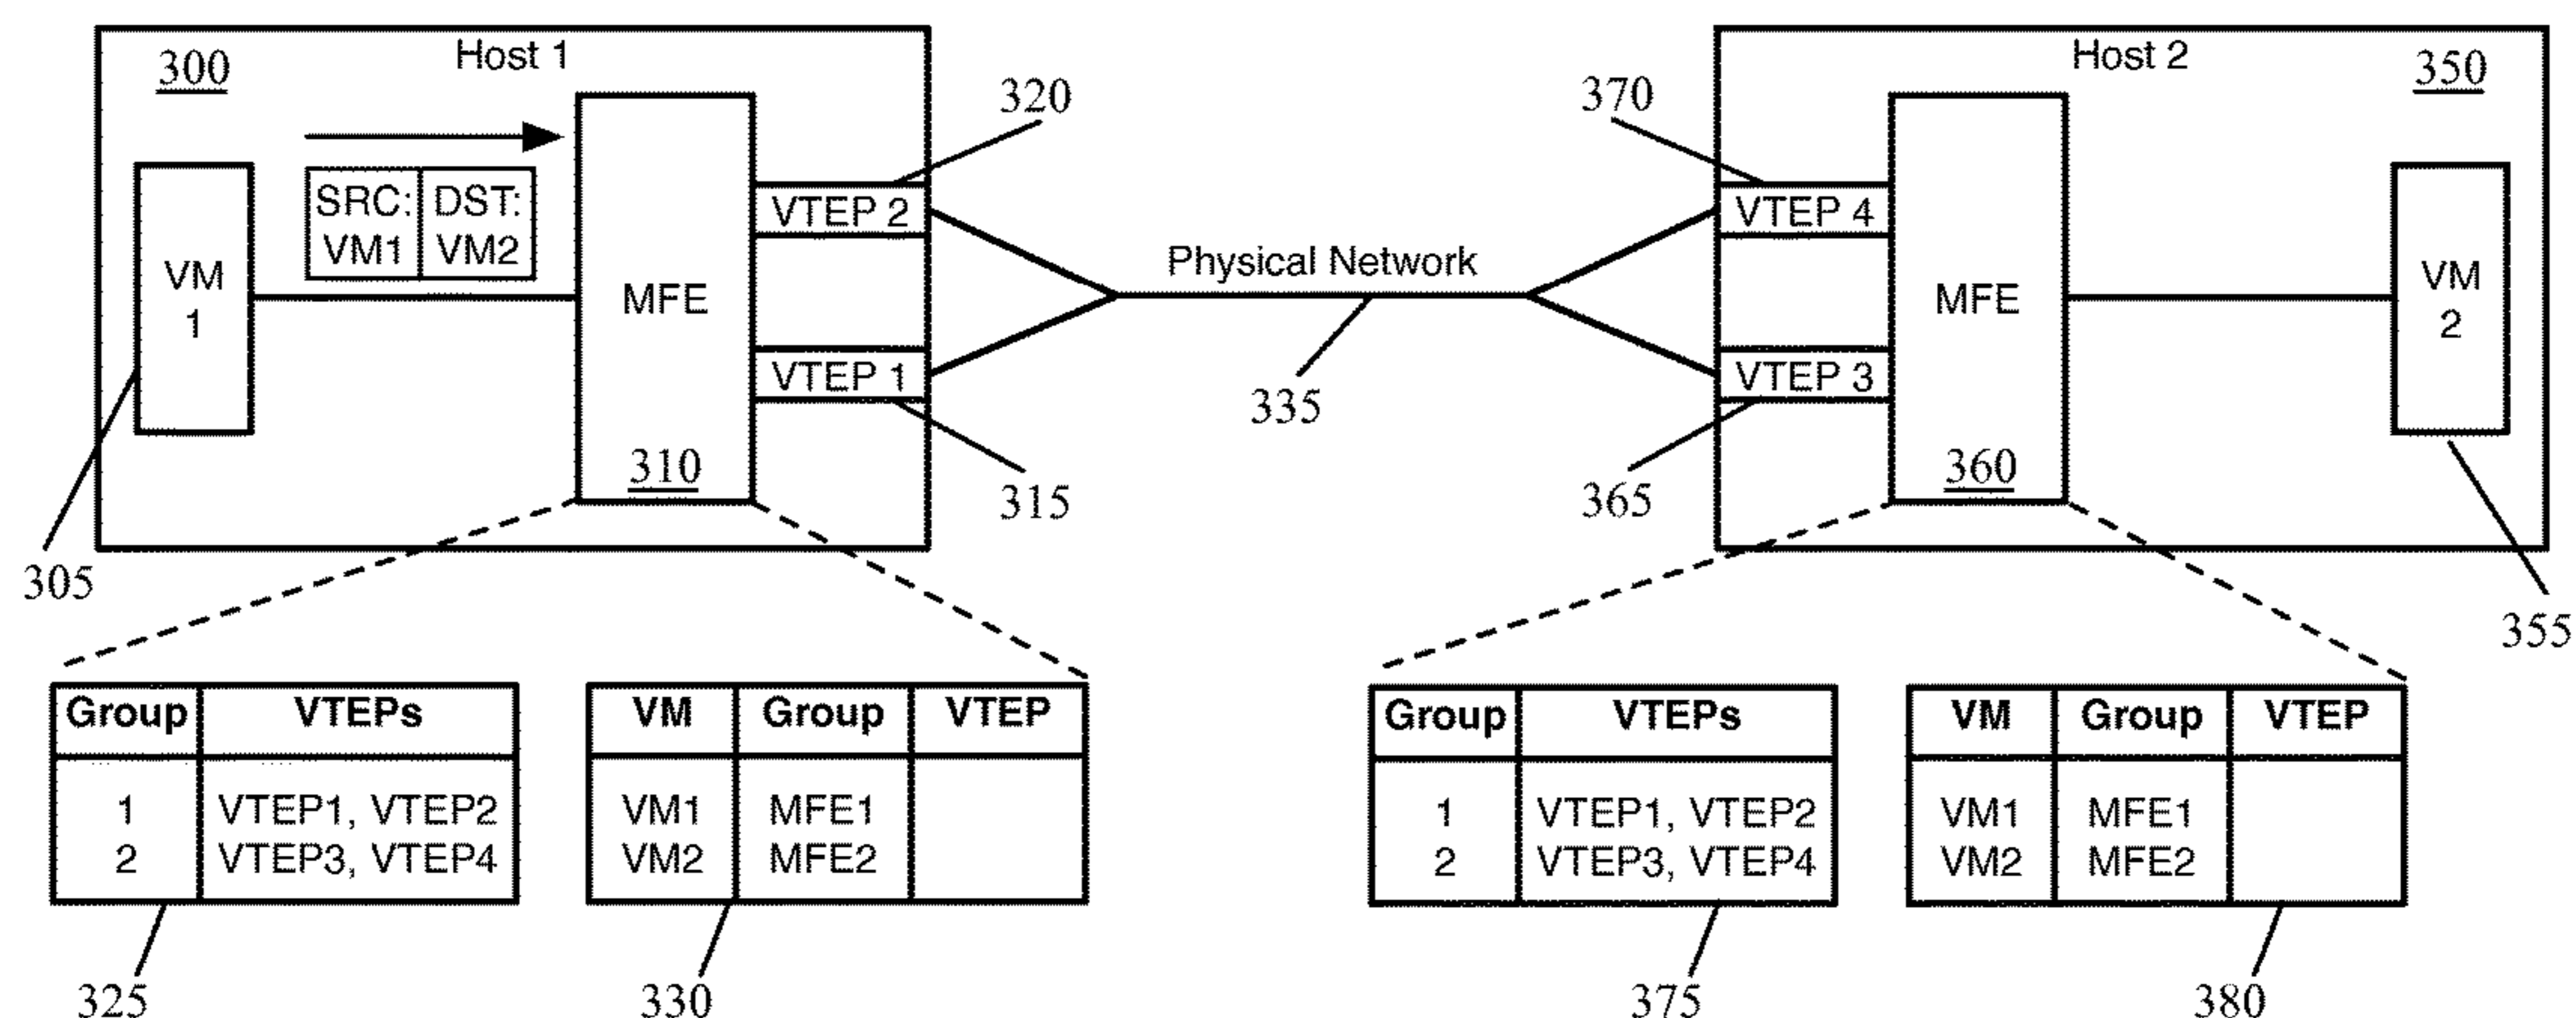 Host 1
300
320
SRC: DST:
VM1 VM2
VM
1
MFE
VTEP 2
VTEP 1
310
315
305
Physical Network
335
Host 2
350
370
VTEP 4
VTEP 3
MFE
VM
2
360
365
355
Group VTEPs
1 VTEP1, VTEP2
2 VTEP3, VTEP4
325
VM Group VTEP
VM1 MFE1
VM2 MFE2
330
Group VTEPs
1 VTEP1, VTEP2
2 VTEP3, VTEP4
375
VM Group VTEP
VM1 MFE1
VM2 MFE2
380